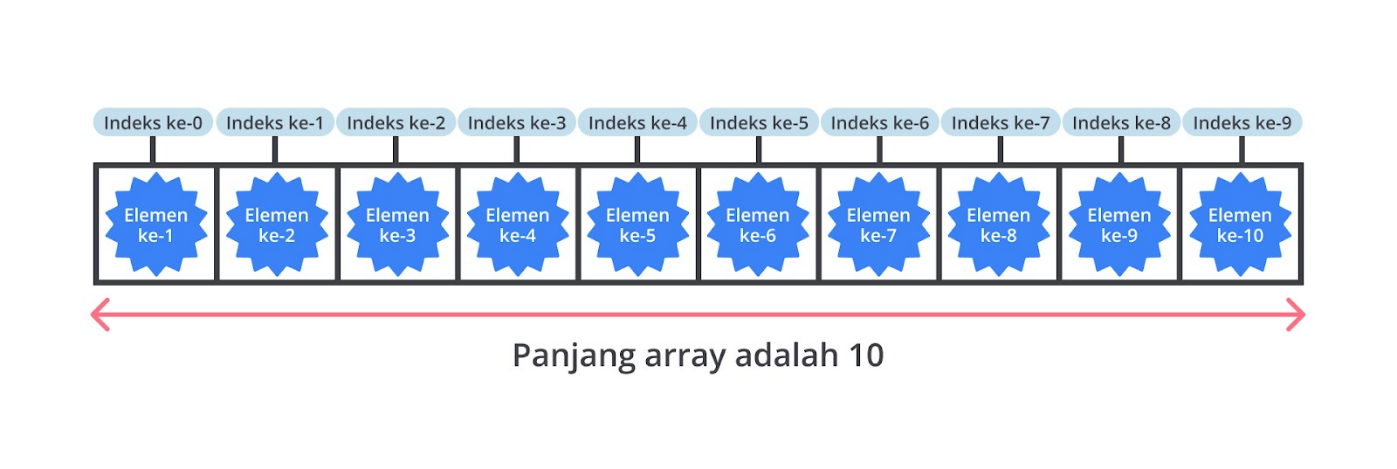 Indeks ke-0 Indeks ke-1 Indeks ke-2 Indeks ke-3 Indeks ke-4 Indeks ke-5 Indeks ke-6 Indeks ke-7 Indeks ke-8 Indeks ke-9
Elemen Elemen Elemen Elemen Elemen Elemen Elemen Elemen Elemen Elemen
ke-1 ke-2 ke-3 ke-4 ke-5 ke-6 ke-7 ke-8 ke-9 ke-10
Panjang array adalah 10